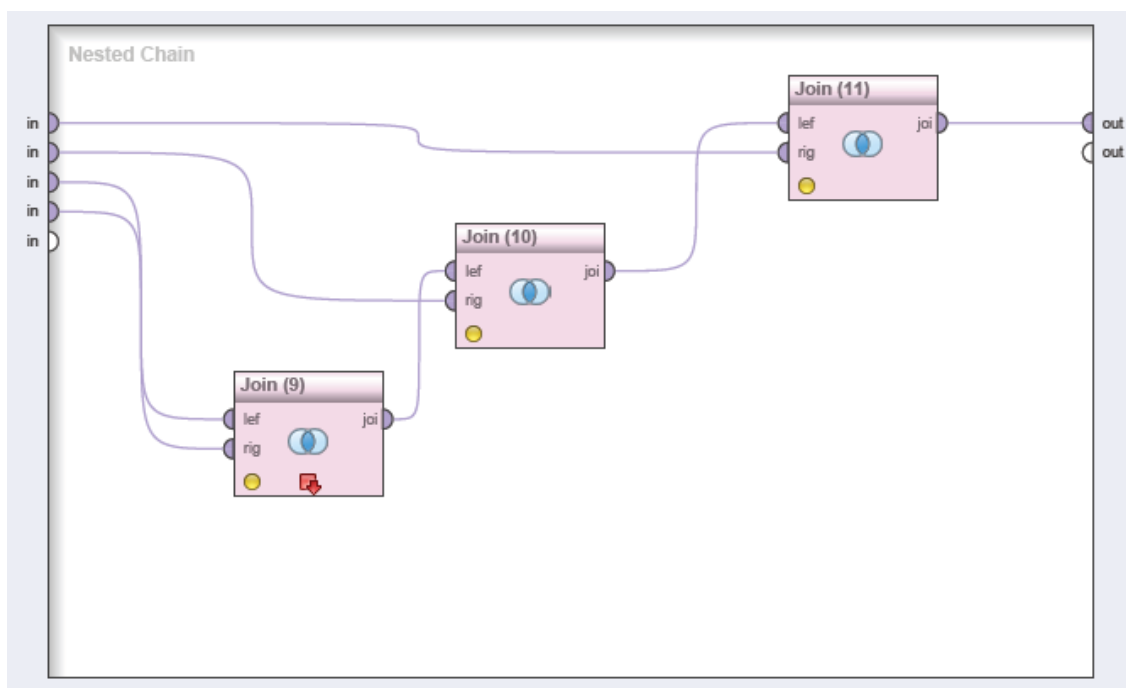 Nested Chain
Join (11)
in lef joi out
in rig out
in
in
in
Join (10)
lef joi
rig
Join (9)
lef joi
rig